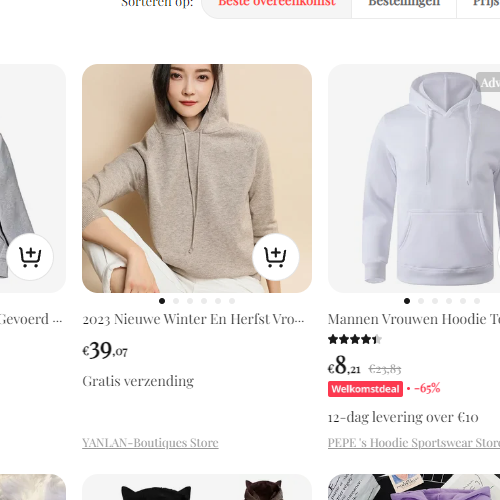 Sorteren op: Beste overeenkomst Bestellingen Prijs
Adv
Gevoerd ...
2023 Nieuwe Winter En Herfst Vro...
Mannen Vrouwen Hoodie
€39,07
€8,21 €23,83
Gratis verzending
Welkomstdeal • -65%
12-dag levering over €10
YANLAN-Boutiques Store
PEPE 's Hoodie Sportswear Store